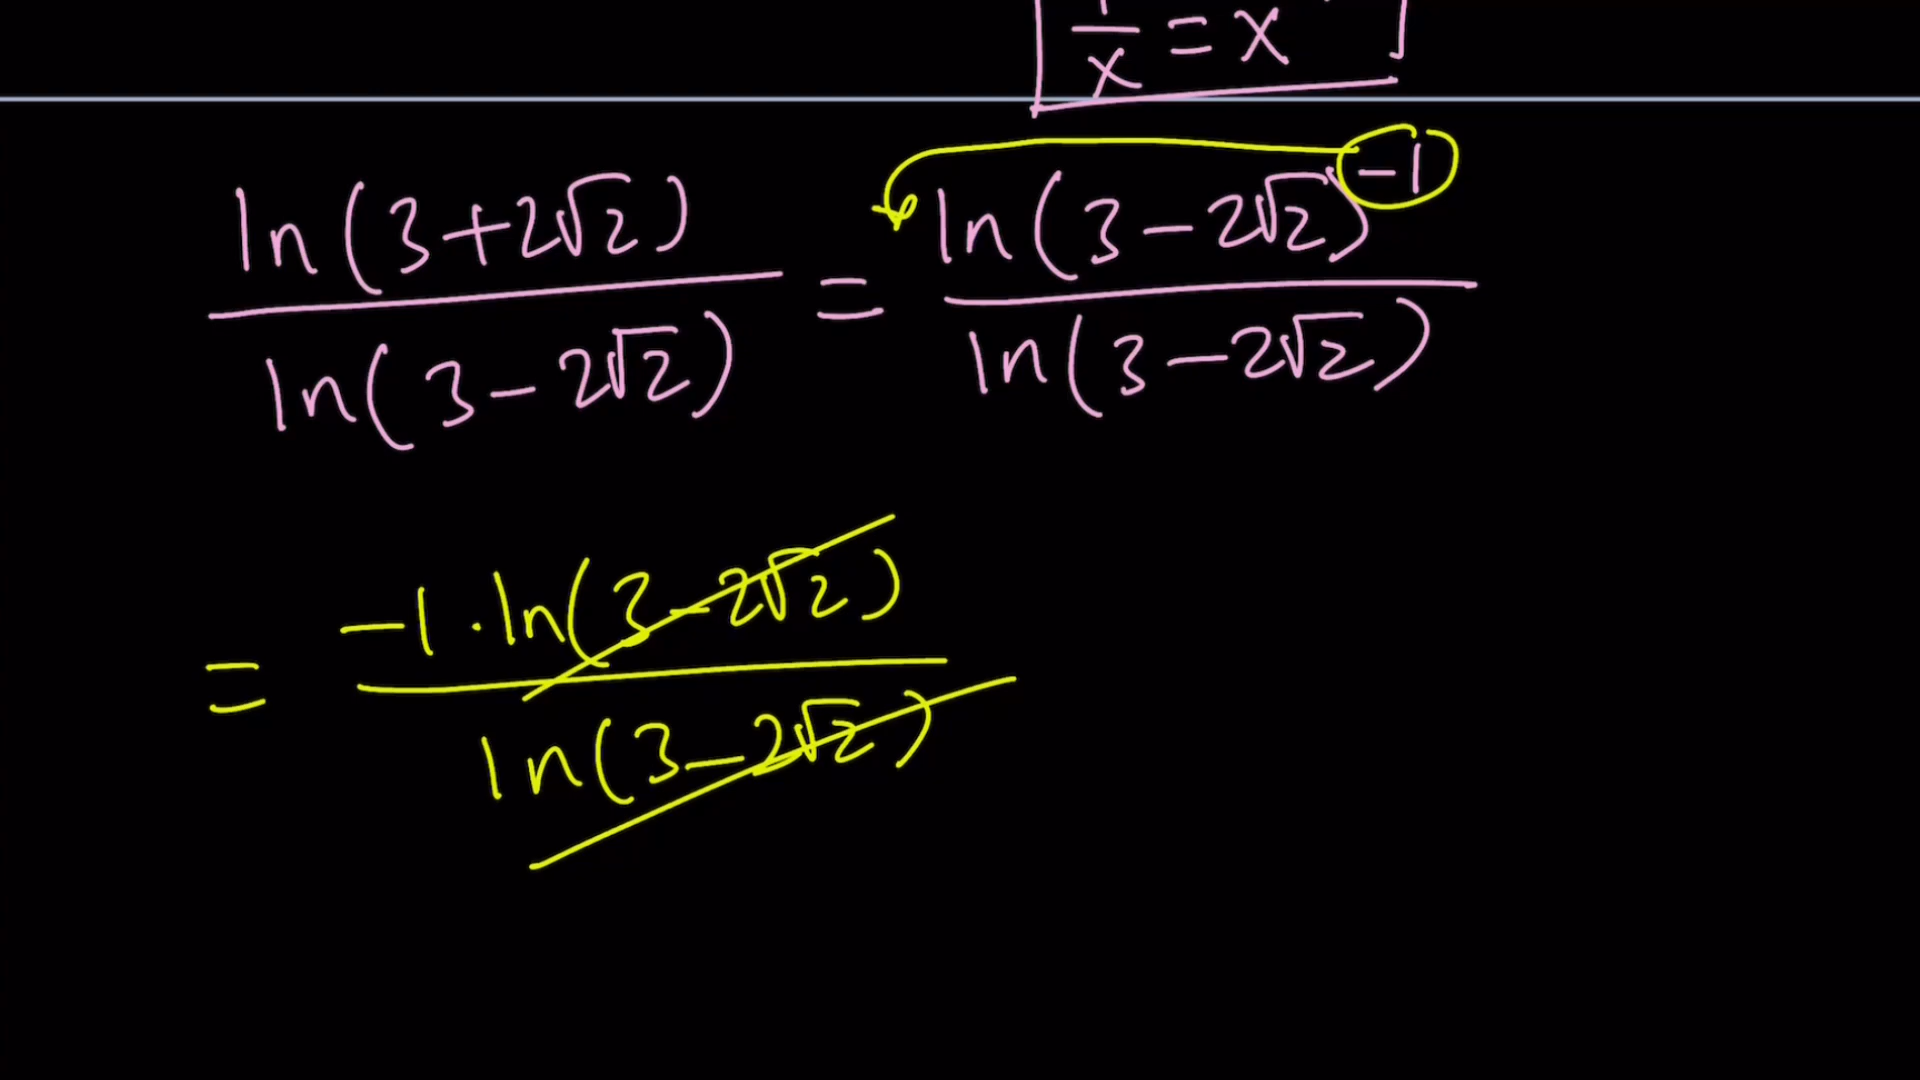 1/x = x
ln(3+2√2) / ln(3-2√2) = ln(3-2√2)^-1 / ln(3-2√2)
= -1·ln(3-2√2) / ln(3-2√2)